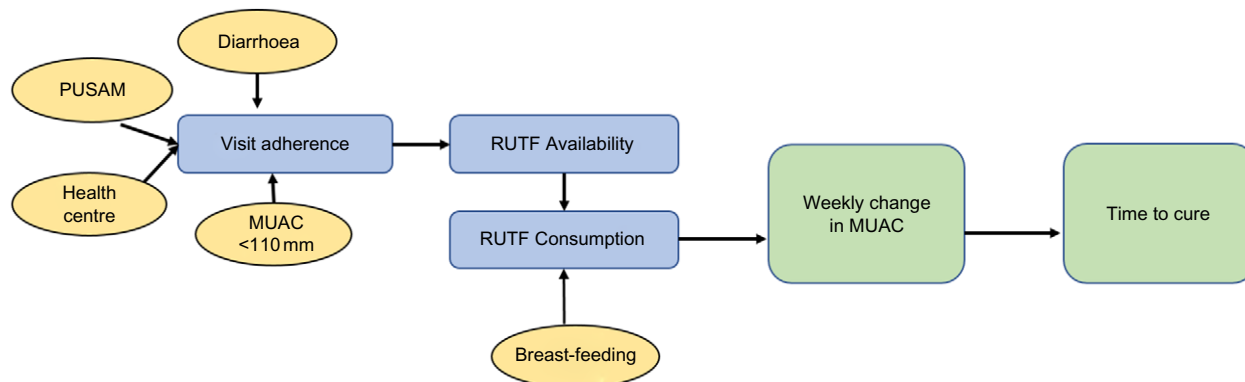 Diarrhoea
PUSAM
Visit adherence
RUTF Availability
Health
centre
MUAC
<110 mm
RUTF Consumption
Weekly change
in MUAC
Time to cure
Breast-feeding